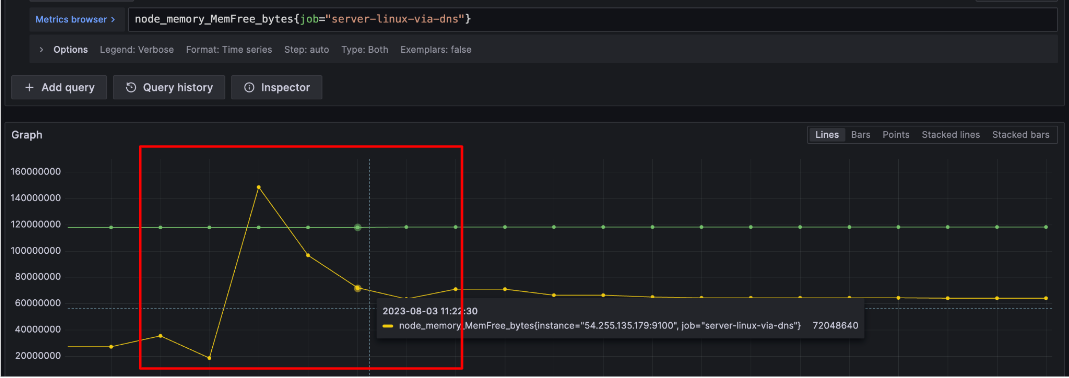 Metrics browser > node_memory_MemFree_bytes{job="server-linux-via-dns"}
> Options Legend: Verbose Format: Time series Step: auto Type: Both Exemplars: false
+ Add query Query history Inspector
Graph Lines Bars Points Stacked lines Stacked bars
160000000
140000000
120000000
100000000
80000000
60000000
40000000
20000000
2023-08-03 11:22:30
node_memory_MemFree_bytes{instance="54.255.135.179:9100", job="server-linux-via-dns"} 72048640